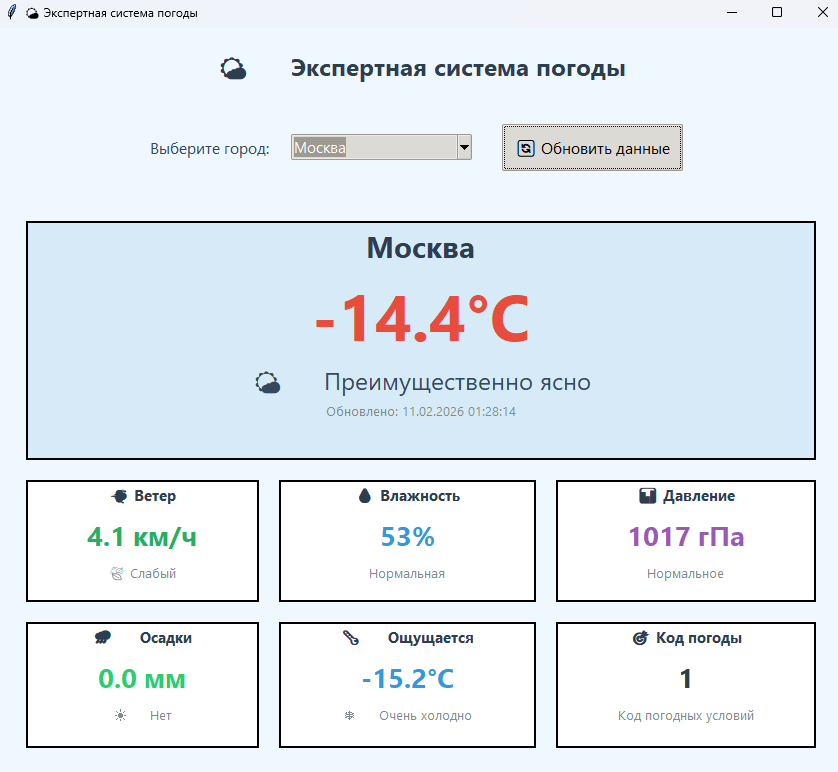 Экспертная система погоды
Экспертная система погоды
Выберите город:
Москва
Обновить данные
Москва
-14.4°C
Преимущественно ясно
Обновлено: 11.02.2026 01:28:14
Ветер
4.1 км/ч
Слабый
Влажность
53%
Нормальная
Давление
1017 гПа
Нормальное
Осадки
0.0 мм
Нет
Ощущается
-15.2°C
Очень холодно
Код погоды
1
Код погодных условий